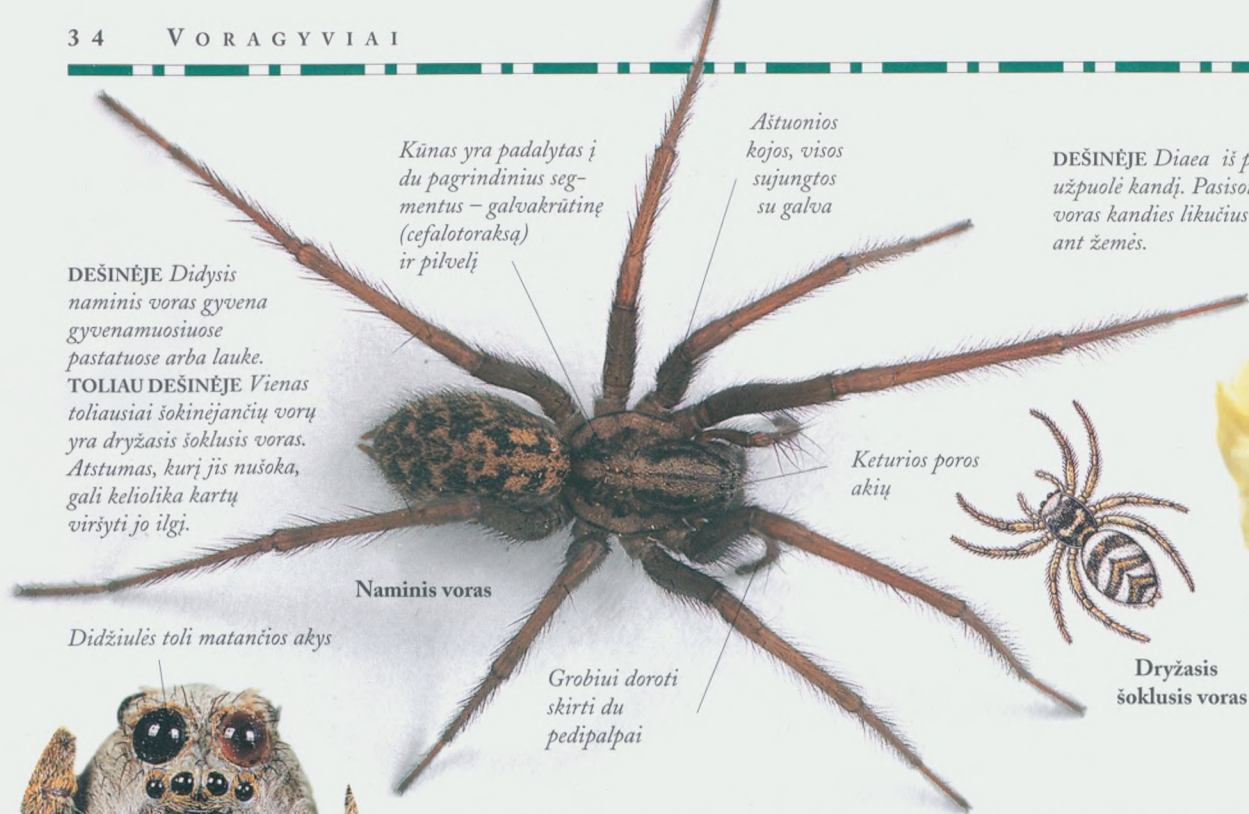 34 VORAGYVIAI
Kūnas yra padalytas į
du pagrindinius seg-
mentus – galvakrūtinę
(cefalotoraksą)
ir pilvelį
Aštuonios
kojos, visos
sujungtos
su galva
DEŠINĖJE Diaea iš
užpuolė kandį.
voras kandies likučius
ant žemės.
DEŠINĖJE Didysis
naminis voras gyvena
gyvenamuosiuose
pastatuose arba lauke.
TOLIAU DEŠINĖJE Vienas
toliausiai šokinėjančių vorų
yra dryžasis šoklusis voras.
Atstumas, kurį jis nušoka,
gali keliolika kartų
viršyti jo ilgį.
Keturios poros
akių
Naminis voras
Didžiulės toli matančios akys
Grobiui doroti
skirti du
pedipalpai
Dryžasis
šoklusis voras